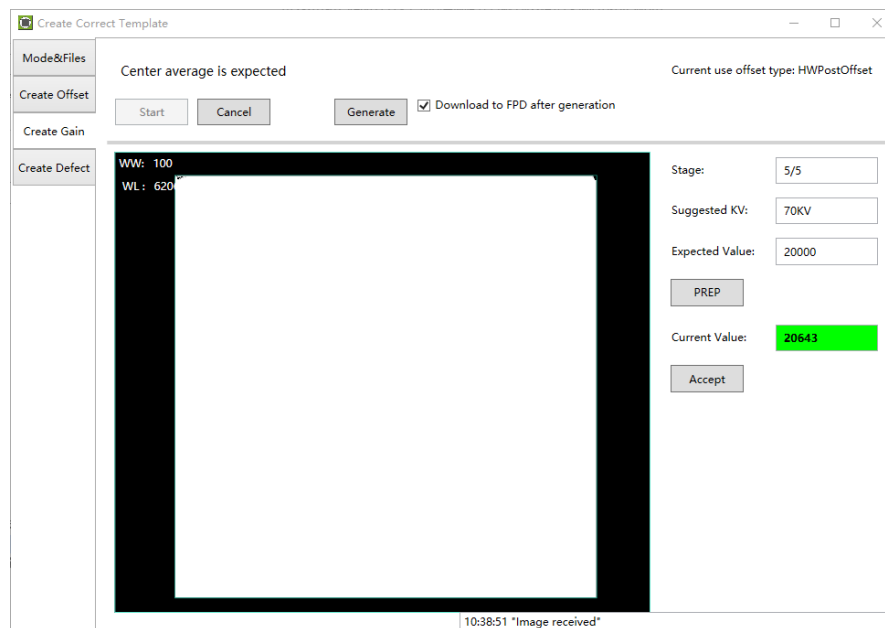 Create Correct Template
Mode&Files
Create Offset
Create Gain
Create Defect
Center average is expected
Current use offset type: HWPostOffset
Start
Cancel
Generate
Download to FPD after generation
WW: 100
WL: 620
Stage:
5/5
Suggested KV:
70KV
Expected Value:
20000
PREP
Current Value:
20643
Accept
10:38:51 "Image received"